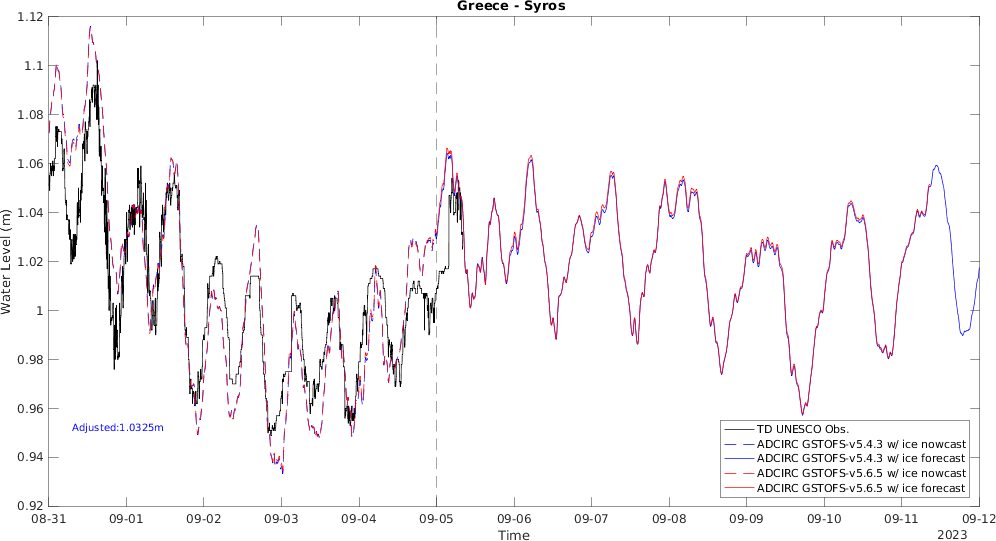 Greece - Syros
1.12
1.1
1.08
1.06
1.04
1.02
1
0.98
0.96
0.94
0.92
Water Level (m)
Adjusted:1.0325m
TD UNESCO Obs.
ADCIRC GSTOFS-v5.4.3 w/ ice nowcast
ADCIRC GSTOFS-v5.4.3 w/ ice forecast
ADCIRC GSTOFS-v5.6.5 w/ ice nowcast
ADCIRC GSTOFS-v5.6.5 w/ ice forecast
08-31 09-01 09-02 09-03 09-04 09-05 09-06 09-07 09-08 09-09 09-10 09-11 09-12
Time
2023